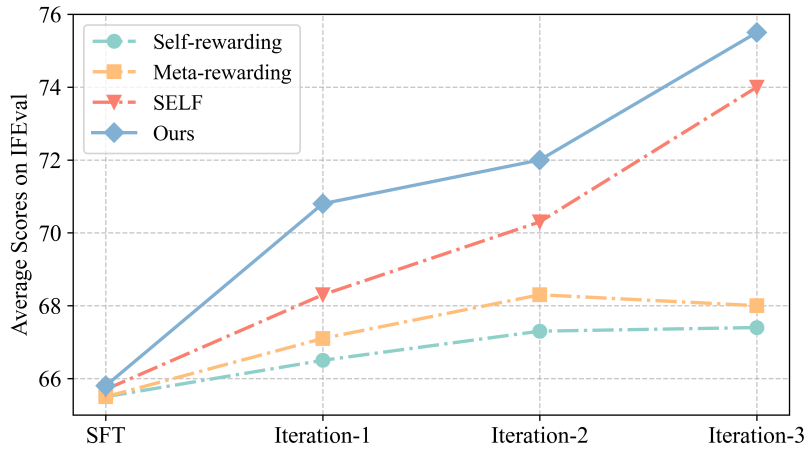 76
74
72
70
68
66
Average Scores on IFEval
Self-rewarding
Meta-rewarding
SELF
Ours
SFT
Iteration-1
Iteration-2
Iteration-3